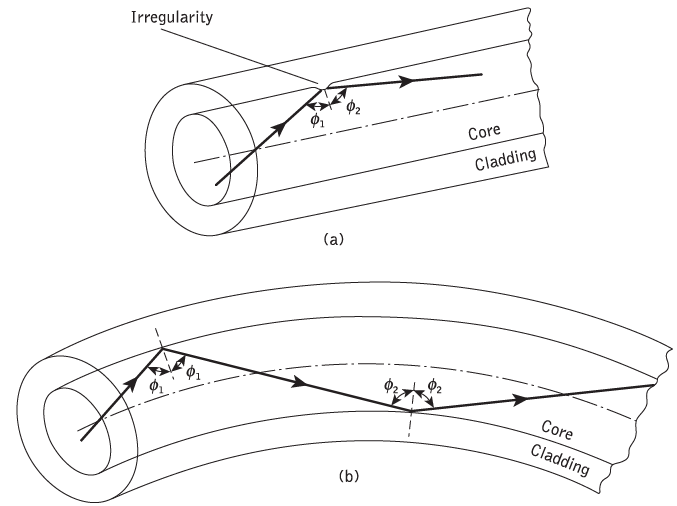 Irregularity
ϕ1 ϕ2
Core
Cladding
(a)
ϕ1 ϕ1
ϕ2 ϕ2
Core
Cladding
(b)